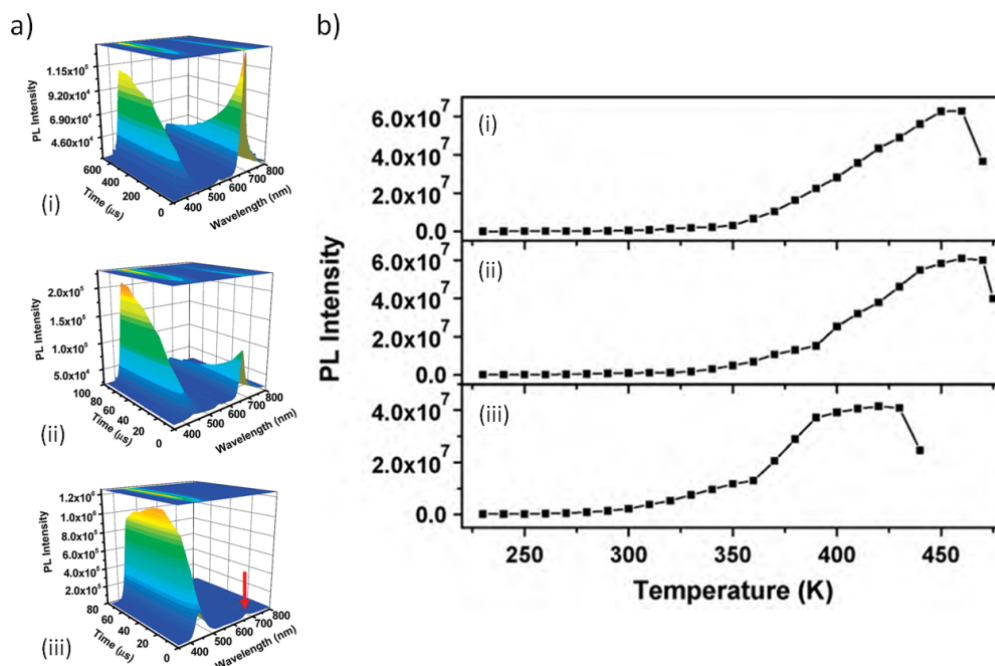 a)
PL Intensity
1.15x10⁵
9.20x10⁴
6.90x10⁴
4.60x10⁴
600
400
200
0
Time (µs)
400
500
600
700
800
Wavelength (nm)
(i)
PL Intensity
2.0x10⁵
1.5x10⁵
1.0x10⁵
5.0x10⁴
100
80
60
40
20
0
Time (µs)
400
500
600
700
800
Wavelength (nm)
(ii)
PL Intensity
1.2x10⁶
1.0x10⁶
8.0x10⁵
6.0x10⁵
4.0x10⁵
2.0x10⁵
80
60
40
20
0
Time (µs)
400
500
600
700
800
Wavelength (nm)
(iii)
b)
PL Intensity
(i)
6.0x10⁷
4.0x10⁷
2.0x10⁷
0.0
(ii)
6.0x10⁷
4.0x10⁷
2.0x10⁷
0.0
(iii)
4.0x10⁷
2.0x10⁷
0.0
250 300 350 400 450
Temperature (K)